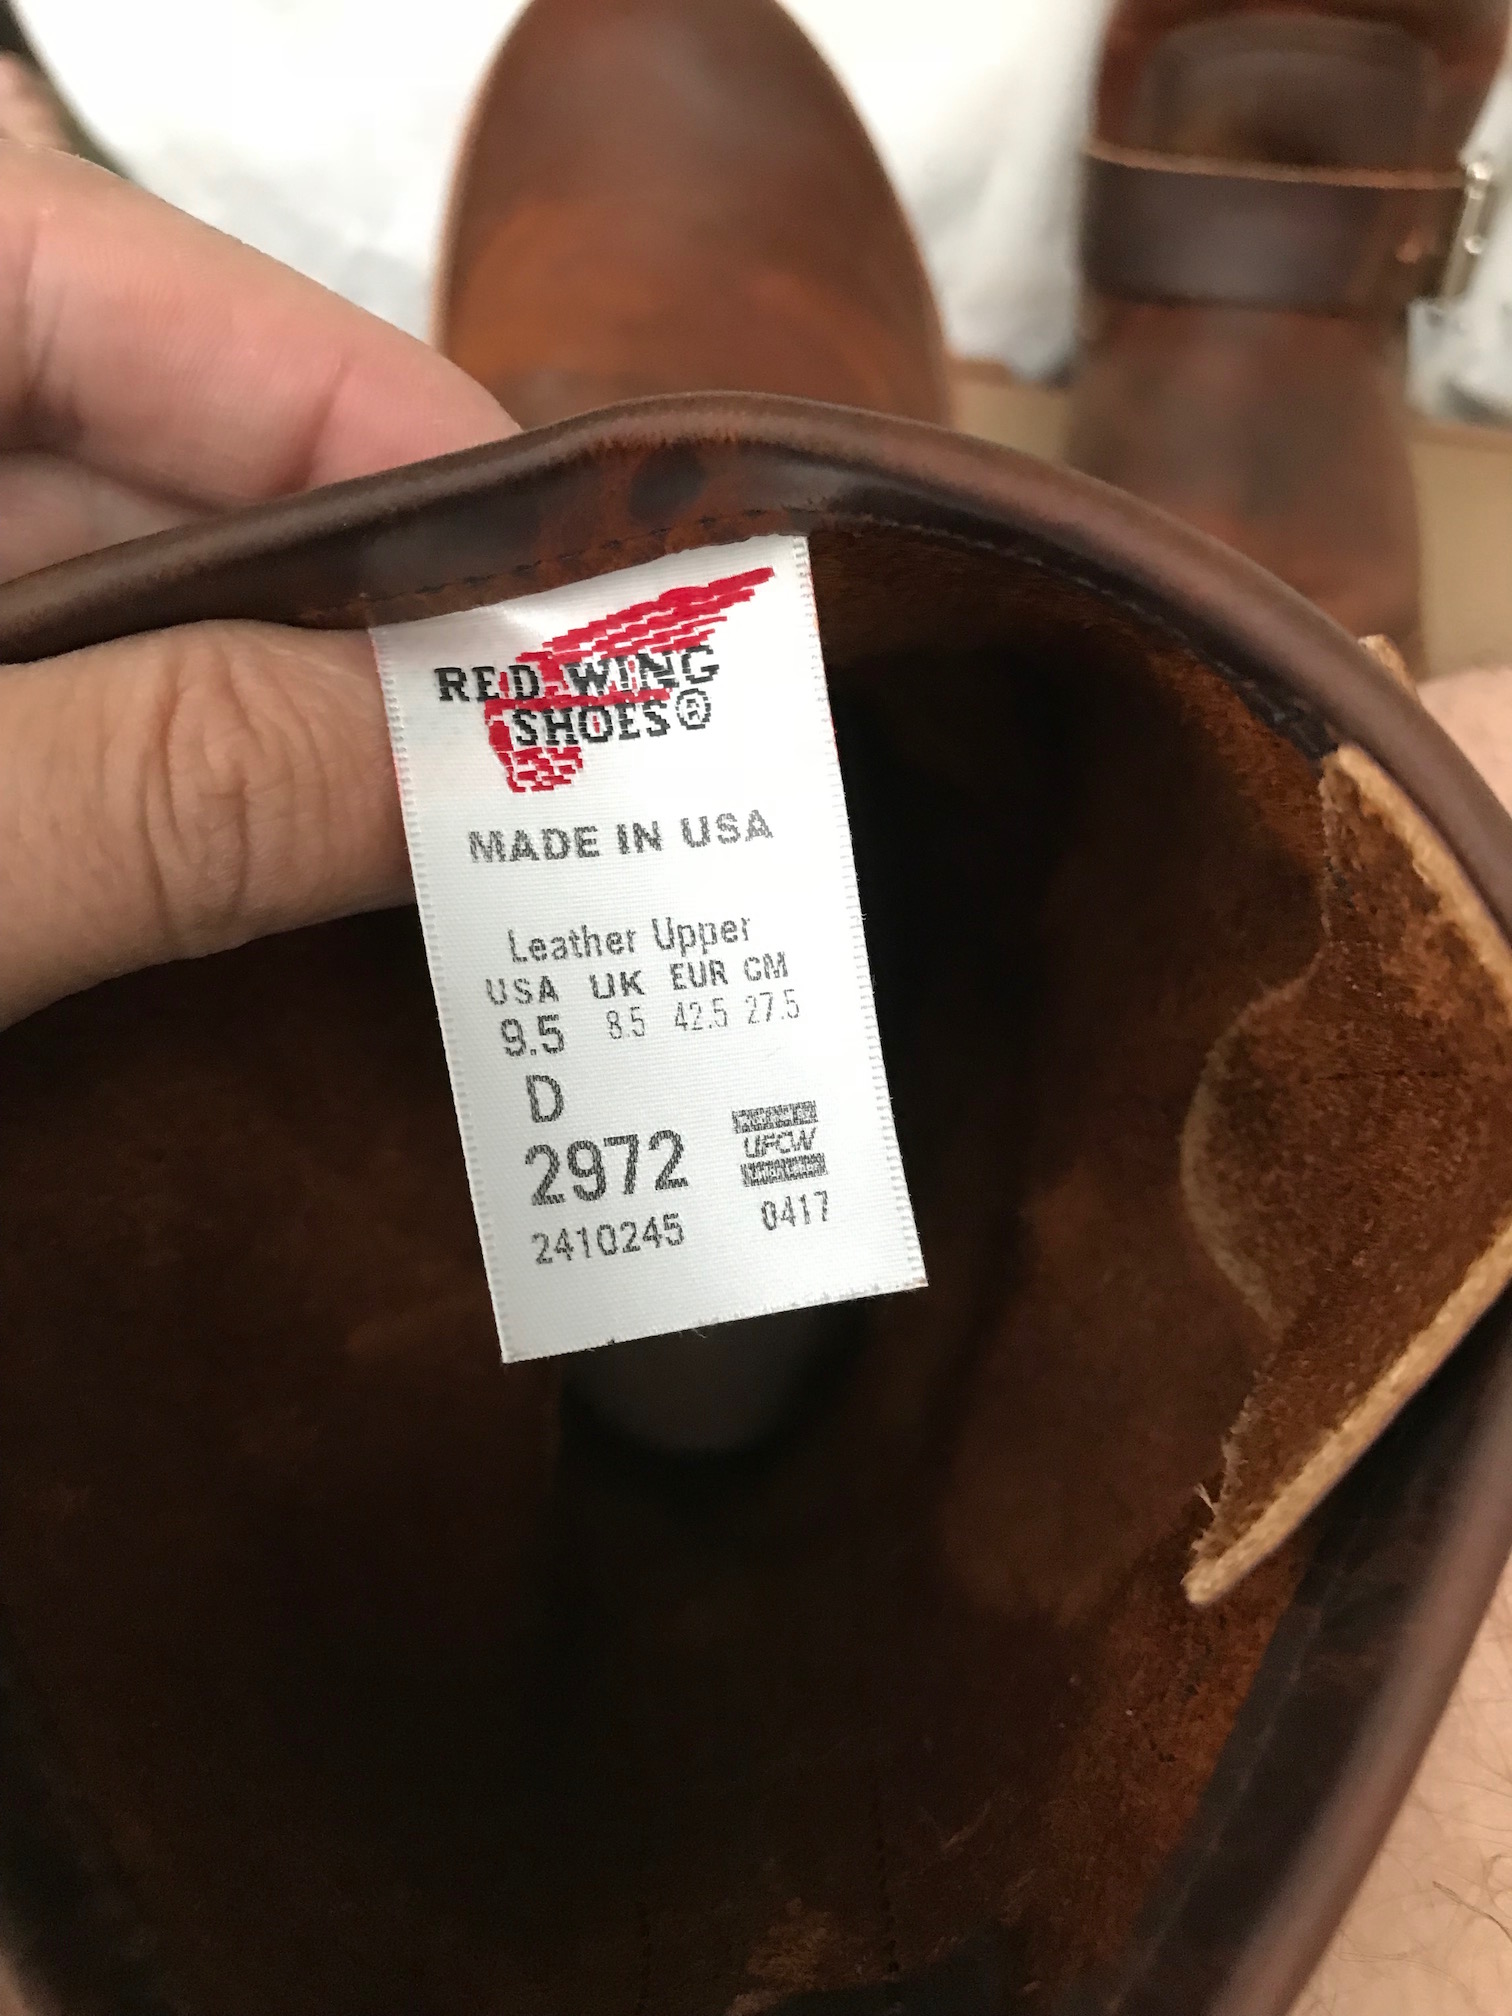 RED WING
SHOES®
MADE IN USA
Leather Upper
USA UK EUR CM
9.5 8.5 42.5 27.5
D
2972 UFCW
2410245 0417